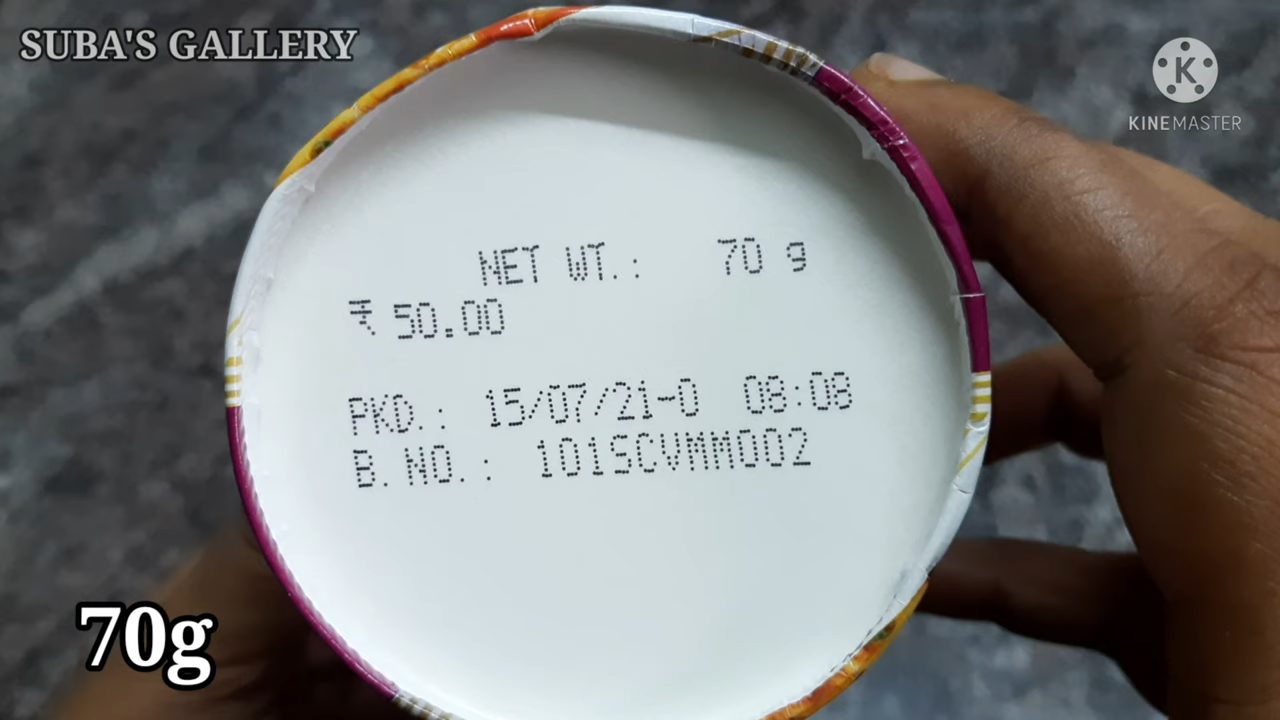 SUBA'S GALLERY
K
KINEMASTER
NET WT.: 70 g
₹ 50.00
PKD.: 15/07/21-0 08:08
B. NO.: 101SCVMM002
70g